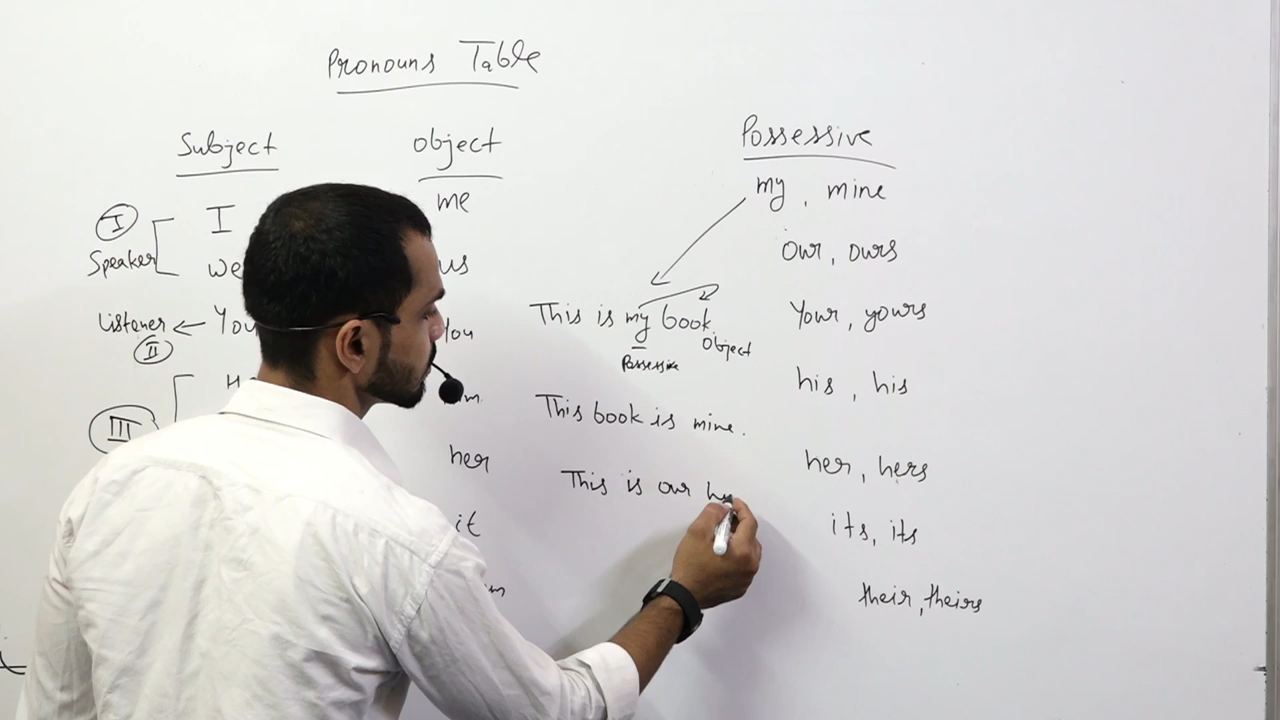 Pronouns Table
Subject object Possessive
I I me my, mine
Speaker we us our, ours
Listener You you Your, yours
II
This is my book
Possessive object
his, his
III
This book is mine.
her her, hers
This is our
it its, its
their, theirs